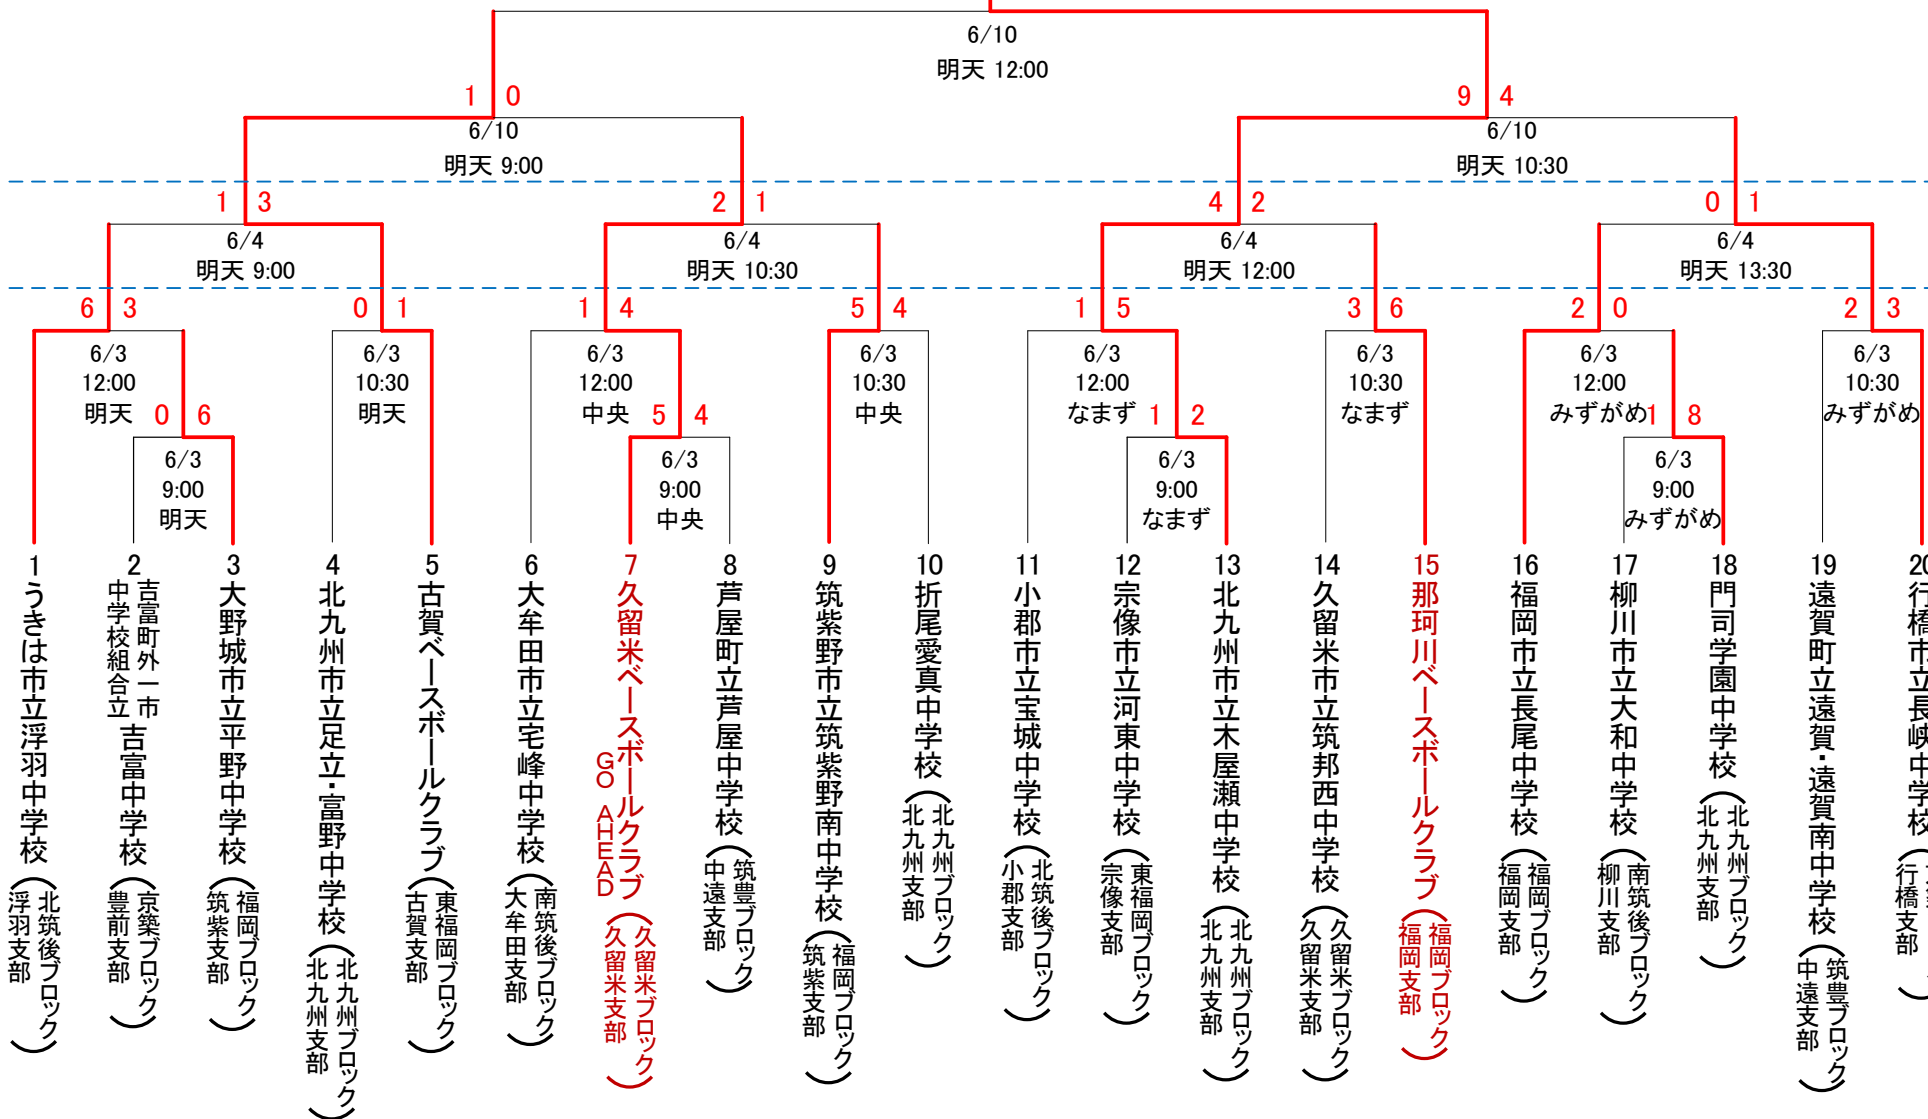 6/10
明天 12:00
1 0
9 4
6/10
明天 9:00
6/10
明天 10:30
1 3
2 1
4 2
0 1
6/4
明天 9:00
6/4
明天 10:30
6/4
明天 12:00
6/4
明天 13:30
6 3
0 1
1 4
5 4
1 5
3 6
2 0
2 3
6/3
12:00
明天
6/3
10:30
明天
6/3
12:00
中央
6/3
10:30
中央
6/3
12:00
なまず
6/3
10:30
なまず
6/3
12:00
みずがめ
6/3
10:30
みずがめ
0 6
5 4
1 2
1 8
6/3
9:00
明天
6/3
9:00
中央
6/3
9:00
なまず
6/3
9:00
みずがめ
1
うきは市立浮羽中学校
(北筑後ブロック
浮羽支部)
2
吉富町外一市
中学校組合立
吉富中学校
(京築ブロック
豊前支部)
3
大野城市立平野中学校
(福岡ブロック
筑紫支部)
4
北九州市立足立・富野中学校
(北九州ブロック
北九州支部)
5
古賀ベースボールクラブ
(東福岡ブロック
古賀支部)
6
大牟田市立宅峰中学校
(南筑後ブロック
大牟田支部)
7
久留米ベースボールクラブ
GO AHEAD
(久留米ブロック
久留米支部)
8
芦屋町立芦屋中学校
(筑豊ブロック
中遠支部)
9
筑紫野市立筑紫野南中学校
(福岡ブロック
筑紫支部)
10
折尾愛真中学校
(北九州ブロック
北九州支部)
11
小郡市立宝城中学校
(北筑後ブロック
小郡支部)
12
宗像市立河東中学校
(東福岡ブロック
宗像支部)
13
北九州市立木屋瀬中学校
(北九州ブロック
北九州支部)
14
久留米市立筑邦西中学校
(久留米ブロック
久留米支部)
15
那珂川ベースボールクラブ
(福岡ブロック
福岡支部)
16
福岡市立長尾中学校
(福岡ブロック
福岡支部)
17
柳川市立大和中学校
(南筑後ブロック
柳川支部)
18
門司学園中学校
(北九州ブロック
北九州支部)
19
遠賀町立遠賀・遠賀南中学校
(筑豊ブロック
中遠支部)
20
行橋市立長峡中学校
行橋支部